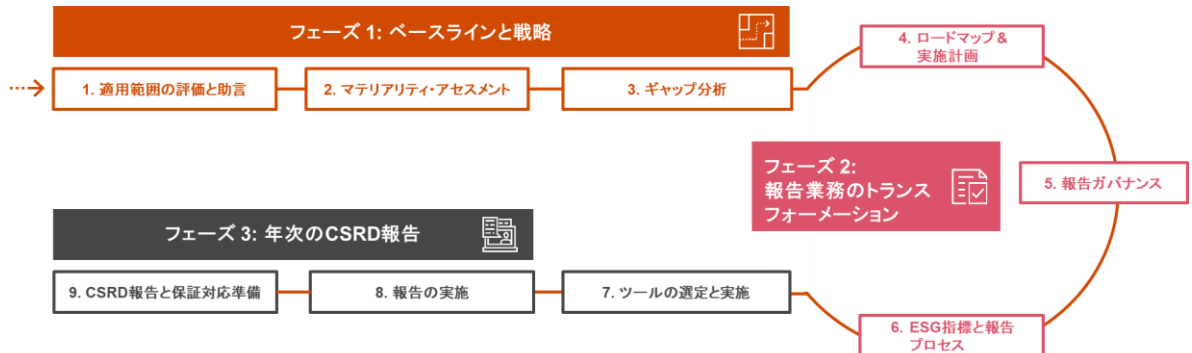 フェーズ 1: ベースラインと戦略
1. 適用範囲の評価と助言
2. マテリアリティ・アセスメント
3. ギャップ分析
4. ロードマップ &
実施計画
フェーズ 2:
報告業務のトランス
フォーメーション
5. 報告ガバナンス
6. ESG指標と報告
プロセス
7. ツールの選定と実施
フェーズ 3: 年次のCSRD報告
8. 報告の実施
9. CSRD報告と保証対応準備